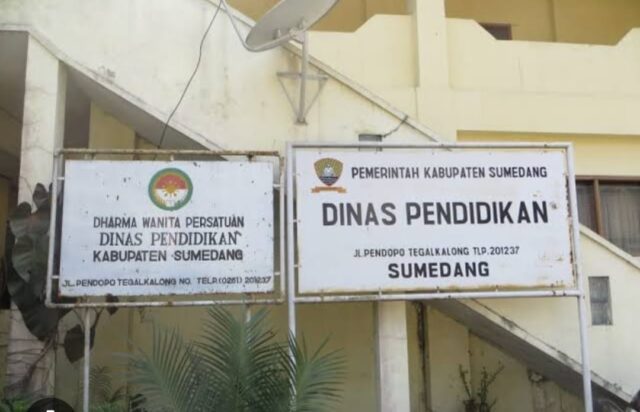 DHARMA WANITA PERSATUAN
DINAS PENDIDIKAN
KABUPATEN SUMEDANG
JL.PENDOPO TEGALKALONG NO. TELP.(0261) 201237
PEMERINTAH KABUPATEN SUMEDANG
DINAS PENDIDIKAN
JL.PENDOPO TEGALKALONG TLP.201237
SUMEDANG